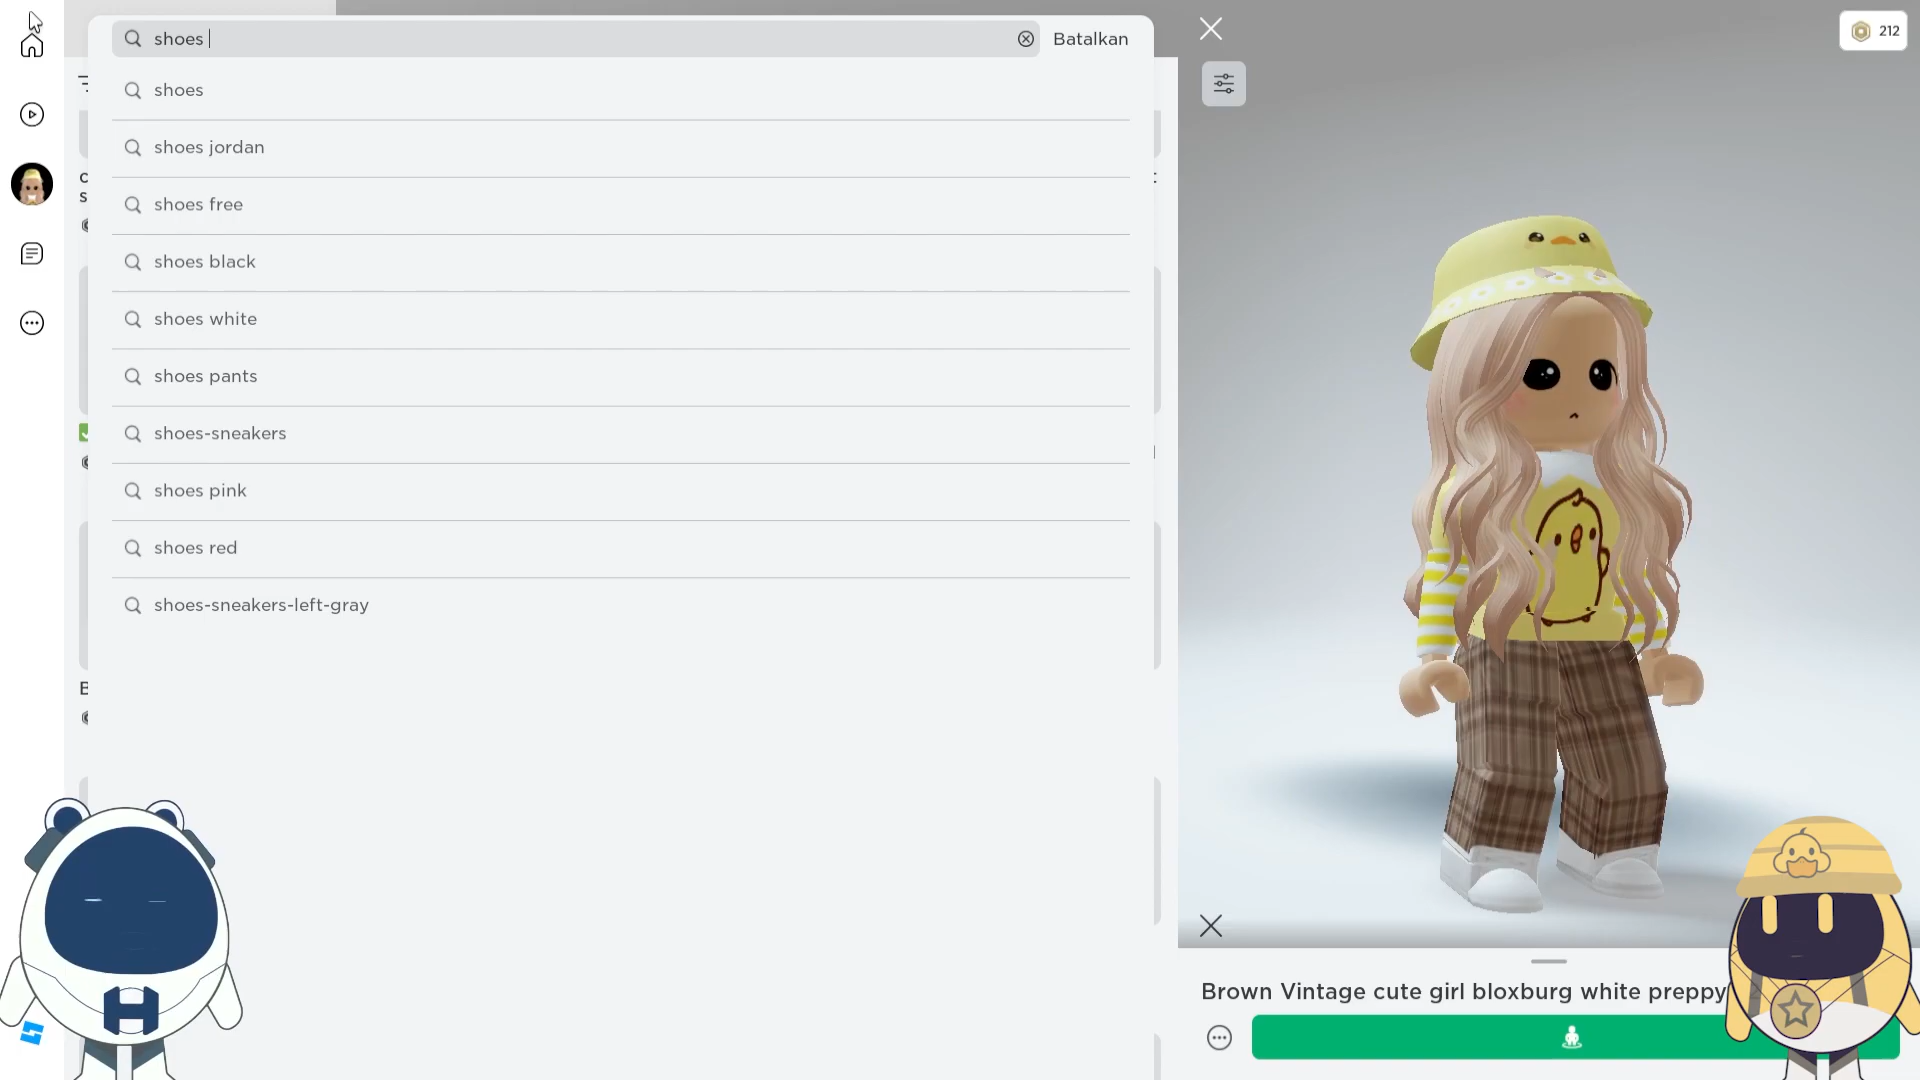 shoes
Batalkan
212
shoes
shoes jordan
shoes free
shoes black
shoes white
shoes pants
shoes-sneakers
shoes pink
shoes red
shoes-sneakers-left-gray
Brown Vintage cute girl bloxburg white preppy